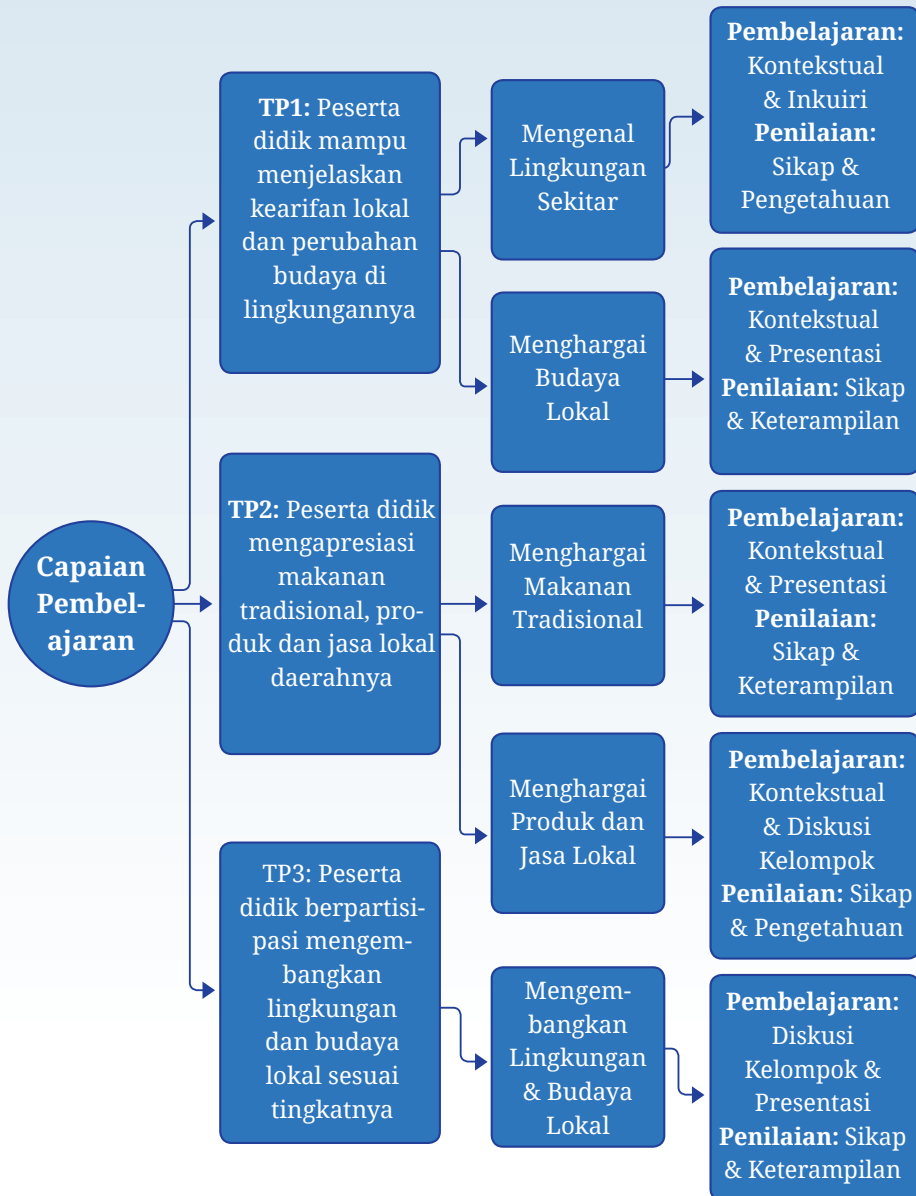 Capaian
Pembel-
ajaran
TP1: Peserta
didik mampu
menjelaskan
kearifan lokal
dan perubahan
budaya di
lingkungannya
Mengenal
Lingkungan
Sekitar
Pembelajaran:
Kontekstual
& Inkuiri
Penilaian:
Sikap &
Pengetahuan
Menghargai
Budaya
Lokal
Pembelajaran:
Kontekstual
& Presentasi
Penilaian: Sikap
& Keterampilan
TP2: Peserta didik
mengapresiasi
makanan
tradisional, pro-
duk dan jasa lokal
daerahnya
Menghargai
Makanan
Tradisional
Pembelajaran:
Kontekstual
& Presentasi
Penilaian:
Sikap &
Keterampilan
Menghargai
Produk dan
Jasa Lokal
Pembelajaran:
Kontekstual
& Diskusi
Kelompok
Penilaian: Sikap
& Pengetahuan
TP3: Peserta
didik berpartisi-
pasi mengem-
bangkan
lingkungan
dan budaya
lokal sesuai
tingkatnya
Mengem-
bangkan
Lingkungan
& Budaya
Lokal
Pembelajaran:
Diskusi
Kelompok &
Presentasi
Penilaian: Sikap
& Keterampilan